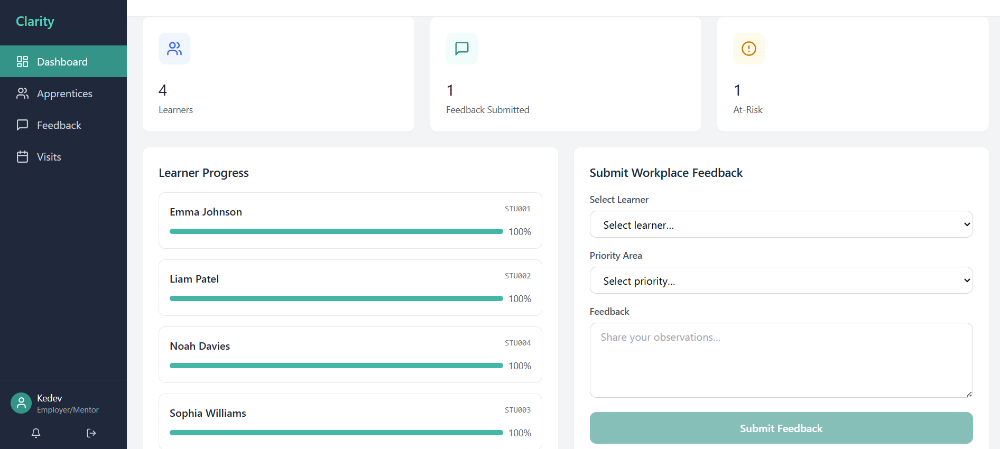 Clarity
Dashboard
Apprentices
Feedback
Visits
Kedev
Employer/Mentor
4
Learners
1
Feedback Submitted
1
At-Risk
Learner Progress
Emma Johnson STU001
100%
Liam Patel STU002
100%
Noah Davies STU004
100%
Sophia Williams STU003
100%
Submit Workplace Feedback
Select Learner
Select learner...
Priority Area
Select priority...
Feedback
Share your observations...
Submit Feedback